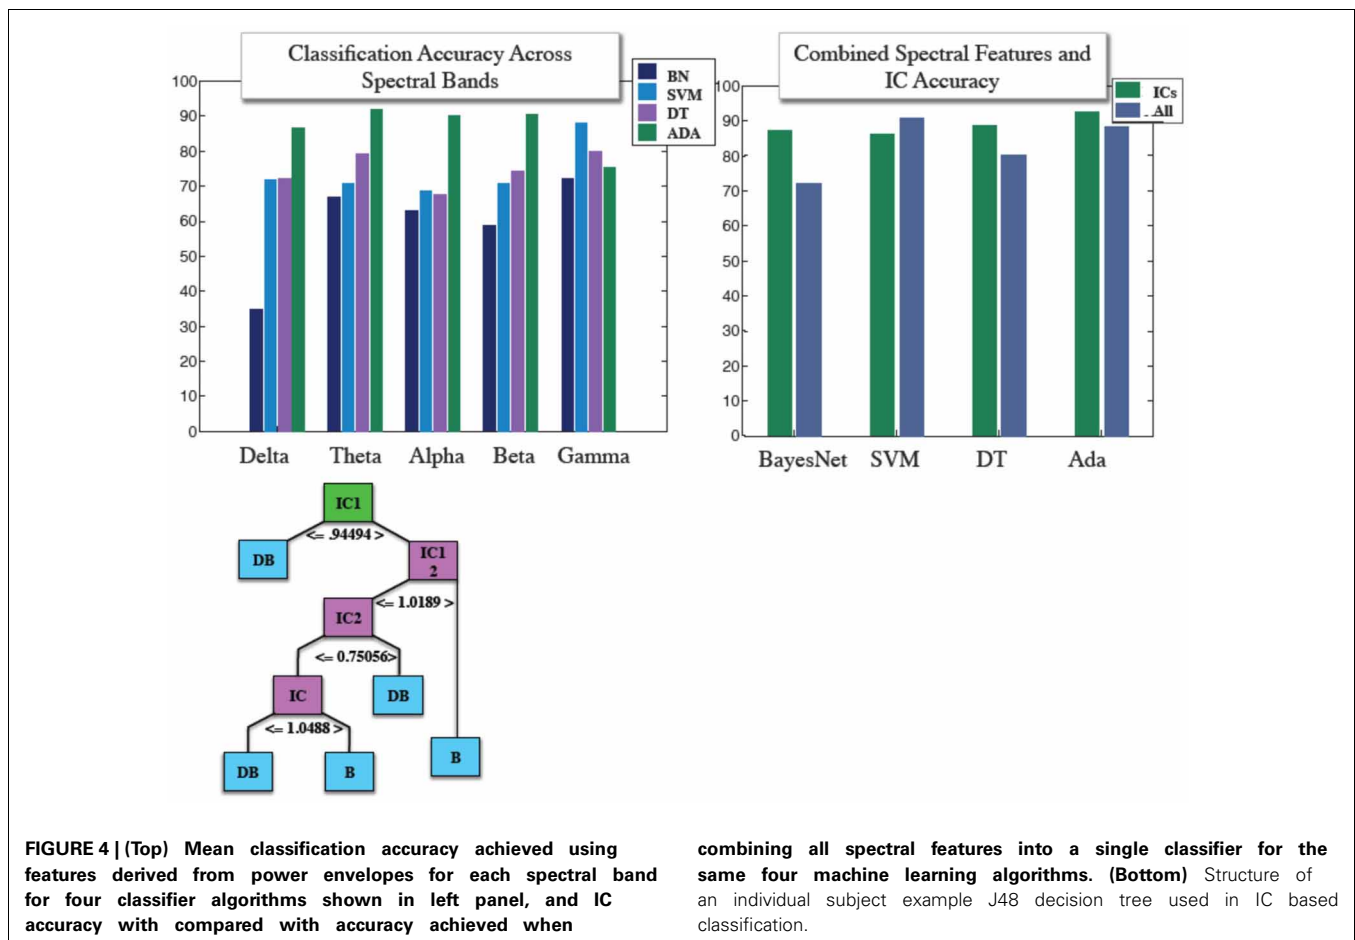 Classification Accuracy Across
Spectral Bands
BN
SVM
DT
ADA
100
90
80
70
60
50
40
30
20
10
0
Delta Theta Alpha Beta Gamma
Combined Spectral Features and
IC Accuracy
ICs
All
100
90
80
70
60
50
40
30
20
10
0
BayesNet SVM DT Ada
IC1
<= .94494 >
DB
IC1
2
<= 1.0189 >
IC2
<= 0.75056>
IC
DB
<= 1.0488 >
DB
B
B
FIGURE 4 | (Top) Mean classification accuracy achieved using
features derived from power envelopes for each spectral band
for four classifier algorithms shown in left panel, and IC
accuracy with compared with accuracy achieved when
combining all spectral features into a single classifier for the
same four machine learning algorithms. (Bottom) Structure of
an individual subject example J48 decision tree used in IC based
classification.